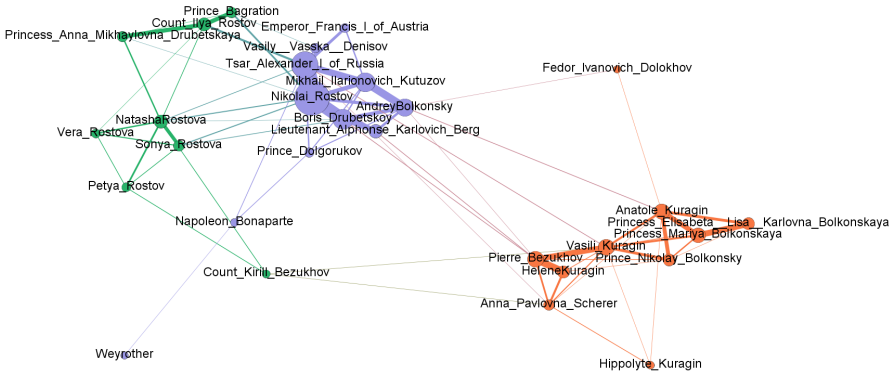 Prince_Bagration
Count_Ilya_Rostov
Emperor_Francis_I_of_Austria
Princess_Anna_Mikhaylovna_Drubetskaya
Vasily__Vasska__Denisov
Tsar_Alexander_I_of_Russia
Fedor_Ivanovich_Dolokhov
Mikhail_Ilarionovich_Kutuzov
Nikolai_Rostov
AndreyBolkonsky
NatashaRostova
Boris_Drubetskoy
Vera_Rostova
Lieutenant_Alphonse_Karlovich_Berg
Sonya_Rostova
Prince_Dolgorukov
Petya_Rostov
Anatole_Kuragin
Napoleon_Bonaparte
Princess_Elisabeta__Lisa__Karlovna_Bolkonskaya
Princess_Mariya_Bolkonskaya
Vasili_Kuragin
Pierre_Bezukhov
Prince_Nikolay_Bolkonsky
Count_Kirill_Bezukhov
HeleneKuragin
Anna_Pavlovna_Scherer
Weyrother
Hippolyte_Kuragin